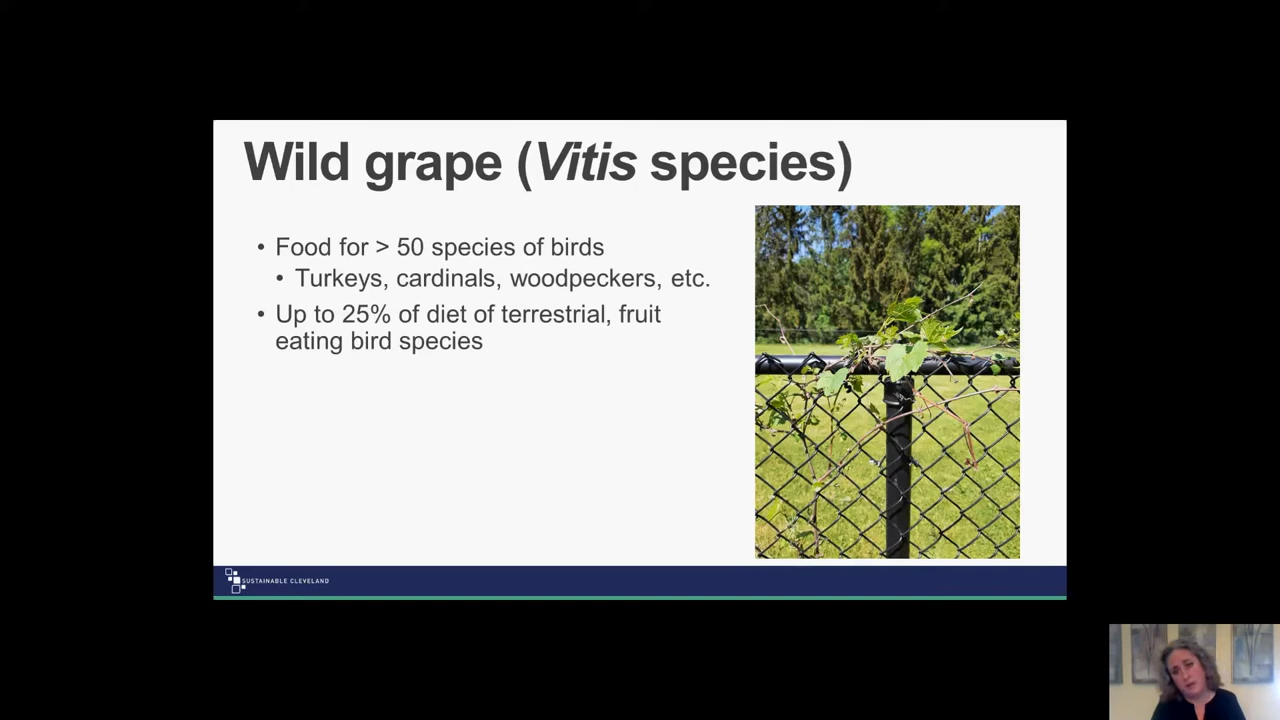 Wild grape (Vitis species)
• Food for > 50 species of birds
• Turkeys, cardinals, woodpeckers, etc.
• Up to 25% of diet of terrestrial, fruit
eating bird species
SUSTAINABLE CLEVELAND